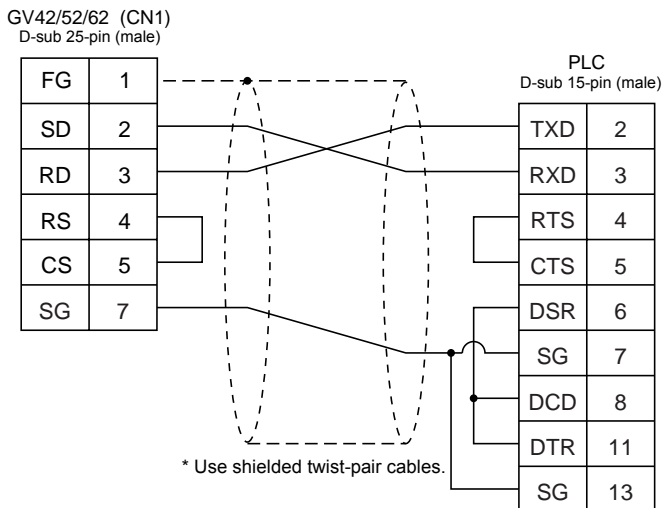 GV42/52/62 (CN1)
D-sub 25-pin (male)
FG 1
SD 2
RD 3
RS 4
CS 5
SG 7
PLC
D-sub 15-pin (male)
TXD 2
RXD 3
RTS 4
CTS 5
DSR 6
SG 7
DCD 8
DTR 11
SG 13
* Use shielded twist-pair cables.